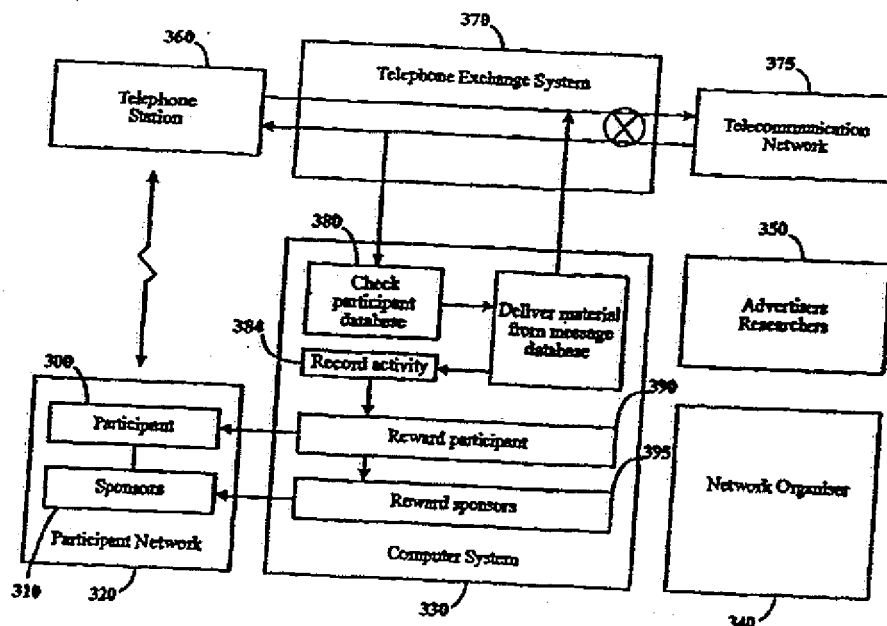 360
370
375
Telephone
Station
Telephone Exchange System
Telecommunication
Network
380
350
Check
participant
database
Deliver material
from message
database
Advertisers
Researchers
384
Record activity
300
390
Participant
Reward participant
395
Sponsors
Reward sponsors
Network Organiser
Participant Network
Computer System
310
320
330
340